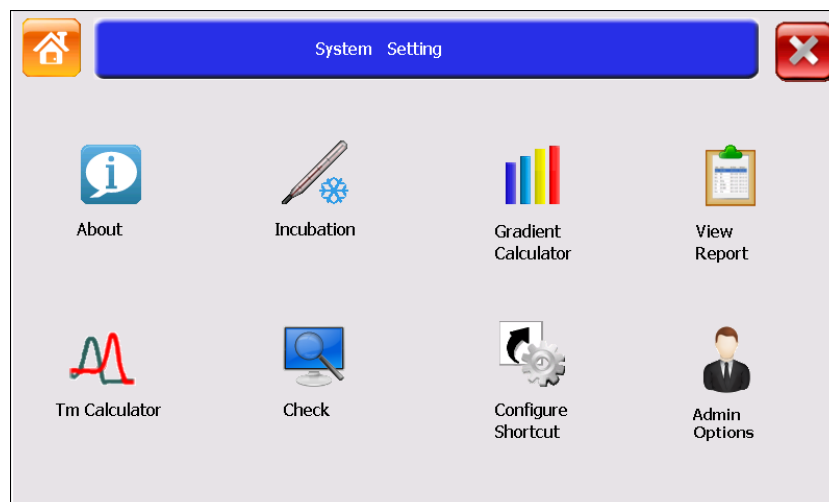 System Setting
About
Incubation
Gradient
Calculator
View
Report
Tm Calculator
Check
Configure
Shortcut
Admin
Options